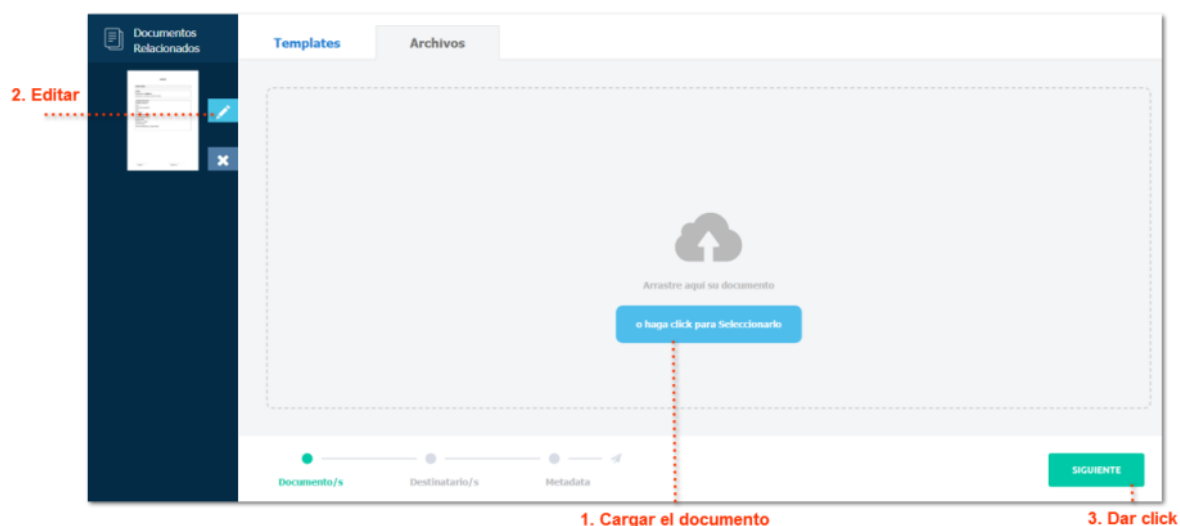 Documentos
Relacionados
Templates
Archivos
2. Editar
Arrastre aquí su documento
o haga click para Seleccionarlo
Documento/s
Destinatario/s
Metadata
SIGUIENTE
1. Cargar el documento
3. Dar click